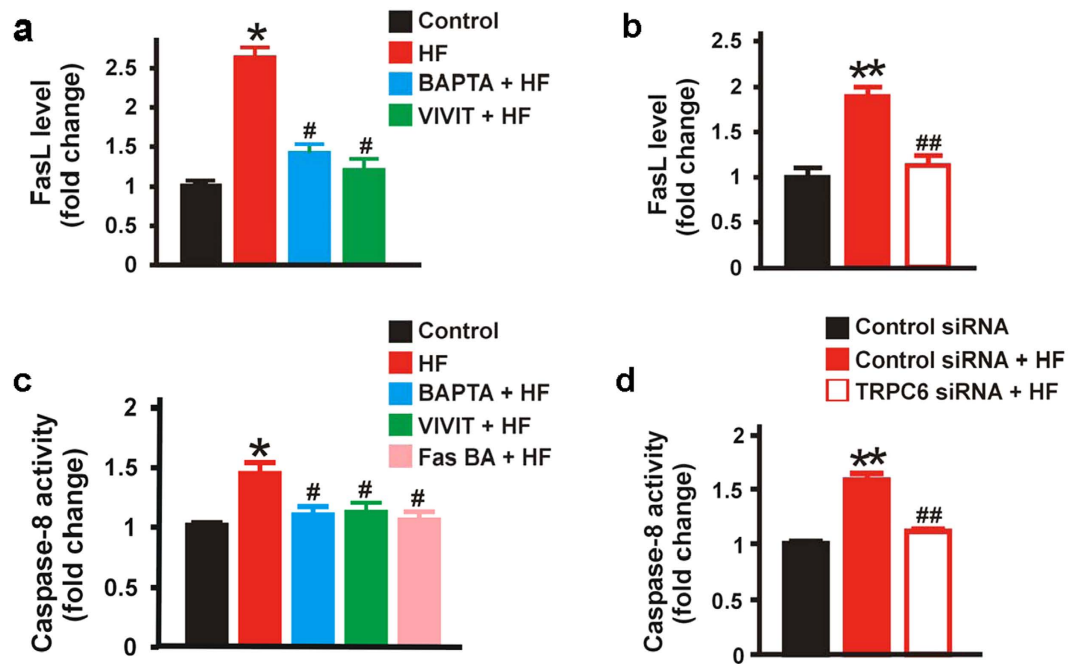 a
Control
HF
BAPTA + HF
VIVIT + HF
*
#
#
FasL level
(fold change)
2.5
2
1.5
1
0.5
0
b
**
##
FasL level
(fold change)
2
1.5
1
0.5
0
c
Control
HF
BAPTA + HF
VIVIT + HF
Fas BA + HF
*
#
#
#
Caspase-8 activity
(fold change)
2
1.5
1
0.5
0
Control siRNA
Control siRNA + HF
TRPC6 siRNA + HF
d
**
##
Caspase-8 activity
(fold change)
2
1.5
1
0.5
0